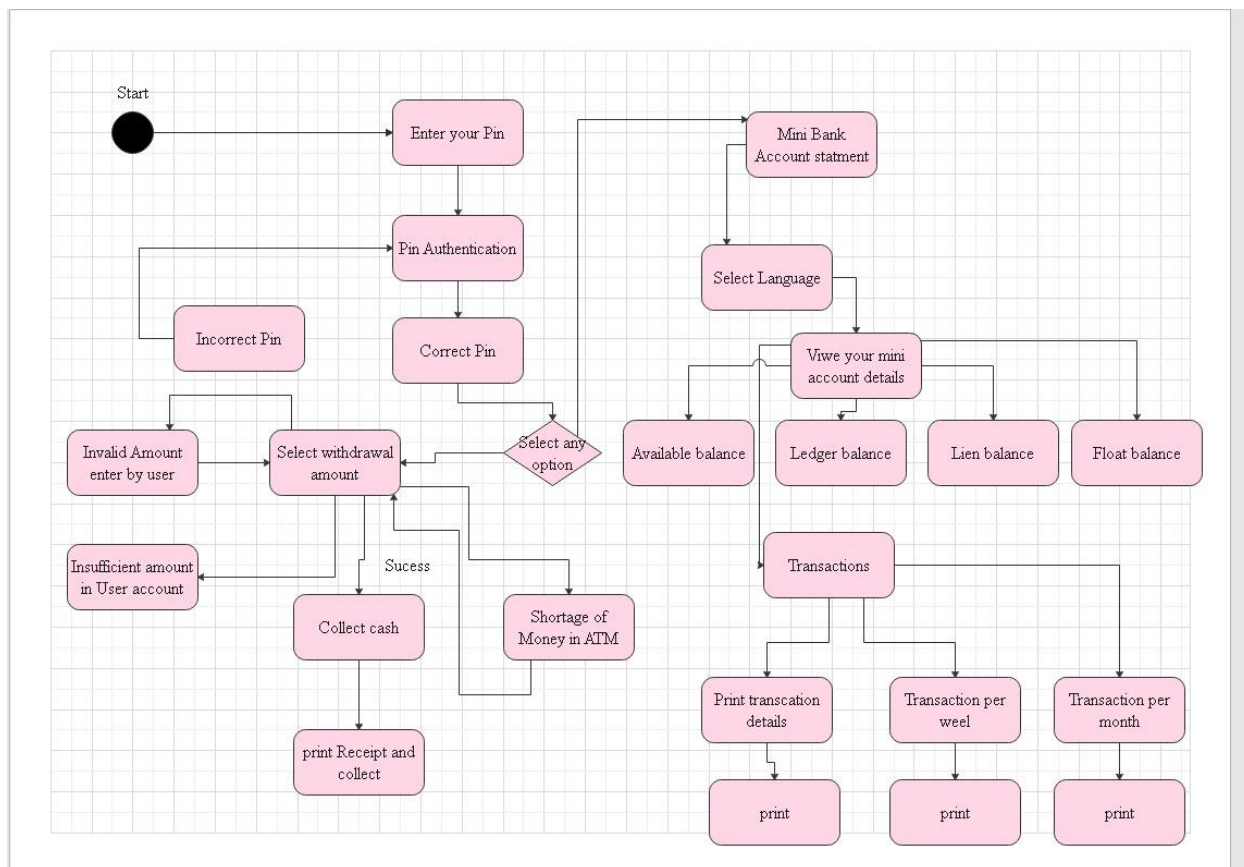 Start
Enter your Pin
Mini Bank
Account statment
Pin Authentication
Select Language
Incorrect Pin
Correct Pin
Viwe your mini
account details
Invalid Amount
enter by user
Select withdrawal
amount
Select any
option
Available balance
Ledger balance
Lien balance
Float balance
Insufficient amount
in User account
Sucess
Transactions
Collect cash
Shortage of
Money in ATM
Print transcation
details
Transaction per
weel
Transaction per
month
print Receipt and
collect
print
print
print